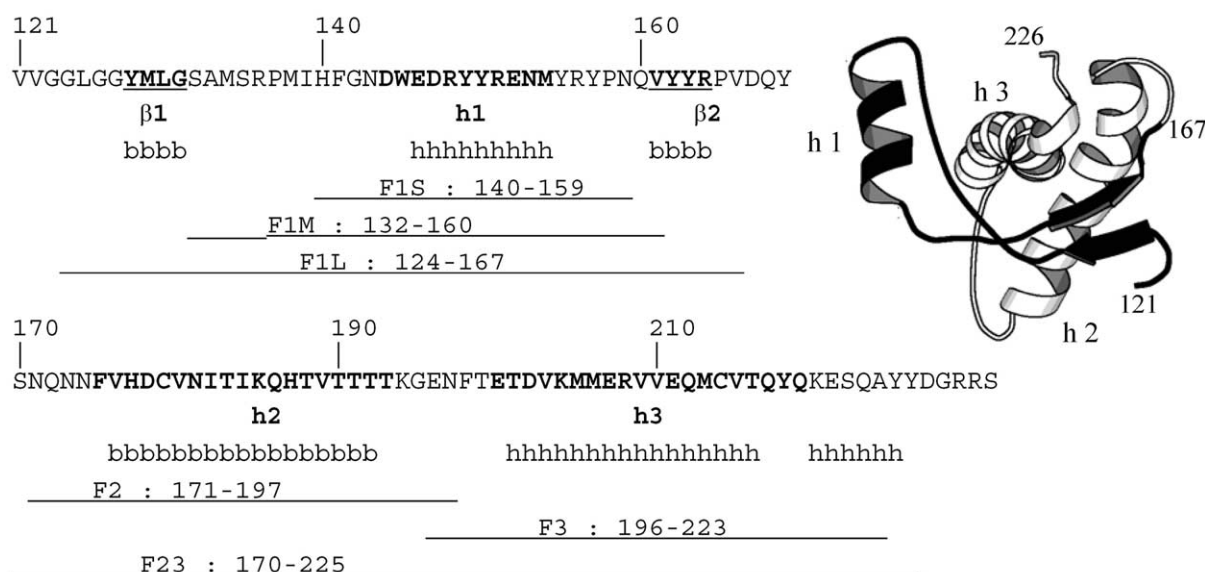 121 140 160
VVGGLGGYMLGSAMSRPMIHFGNDWEDRYYRENMYRYPNQVYYRPVDQY
β1 h1 β2
bbbb hhhhhhhhhhh bbbb
F1S : 140-159
F1M : 132-160
F1L : 124-167
170 190 210
SNQNNFVHDCVNITIKQHTVTTTTKGENFTETDVKMMERVVEQMCVTQYQKESQAYYDGRRS
h2 h3
bbbbbbbbbbbbbbbbb hhhhhhhhhhhhhhhh hhhhhh
F2 : 171-197
F3 : 196-223
F23 : 170-225
226
h 3
h 1
167
121
h 2